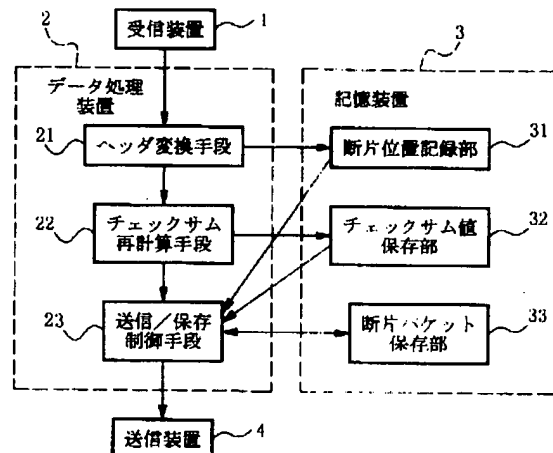 受信装置
1
2
3
データ処理
装置
記憶装置
21
ヘッダ変換手段
断片位置記録部
31
22
チェックサム
再計算手段
チェックサム値
保存部
32
23
送信／保存
制御手段
断片パケット
保存部
33
送信装置
4